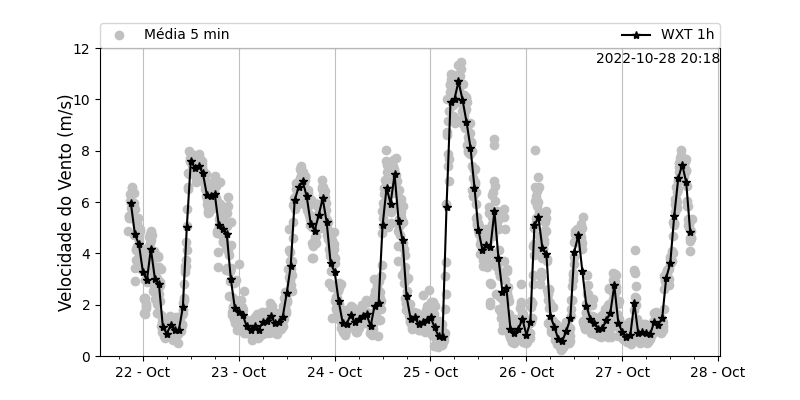 Média 5 min
WXT 1h
2022-10-28 20:18
Velocidade do Vento (m/s)
12
10
8
6
4
2
0
22 - Oct
23 - Oct
24 - Oct
25 - Oct
26 - Oct
27 - Oct
28 - Oct